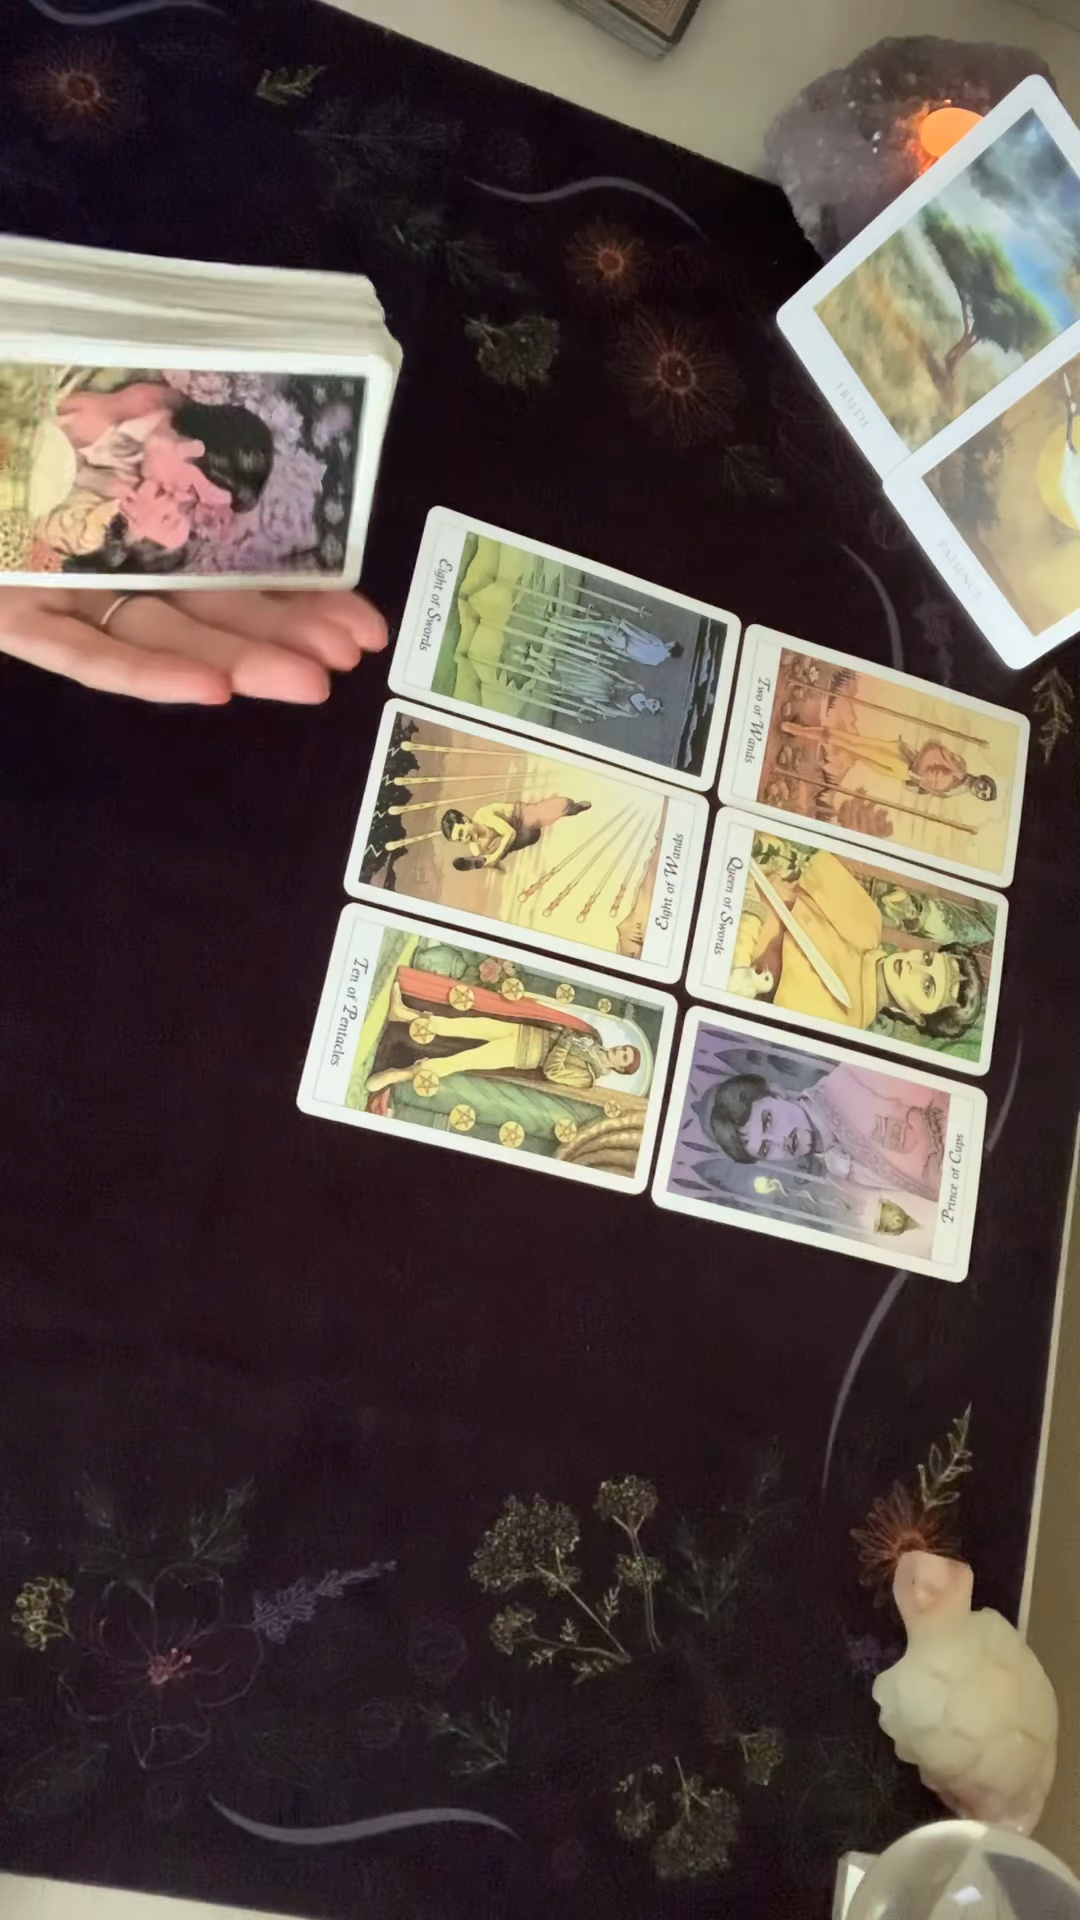 TRUTH
PATIENCE
Eight of Swords
Two of Wands
Eight of Wands
Queen of Swords
Ten of Pentacles
Prince of Cups